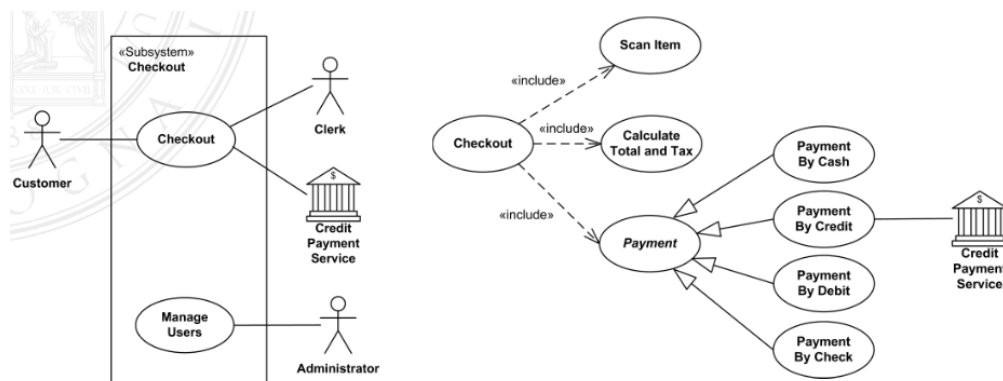 «Subsystem»
Checkout
Customer
Checkout
Clerk
$
Credit
Payment
Service
Manage
Users
Administrator
Scan Item
«include»
Checkout
«include»
Calculate
Total and Tax
«include»
Payment
Payment
By Cash
Payment
By Credit
$
Credit
Payment
Service
Payment
By Debit
Payment
By Check